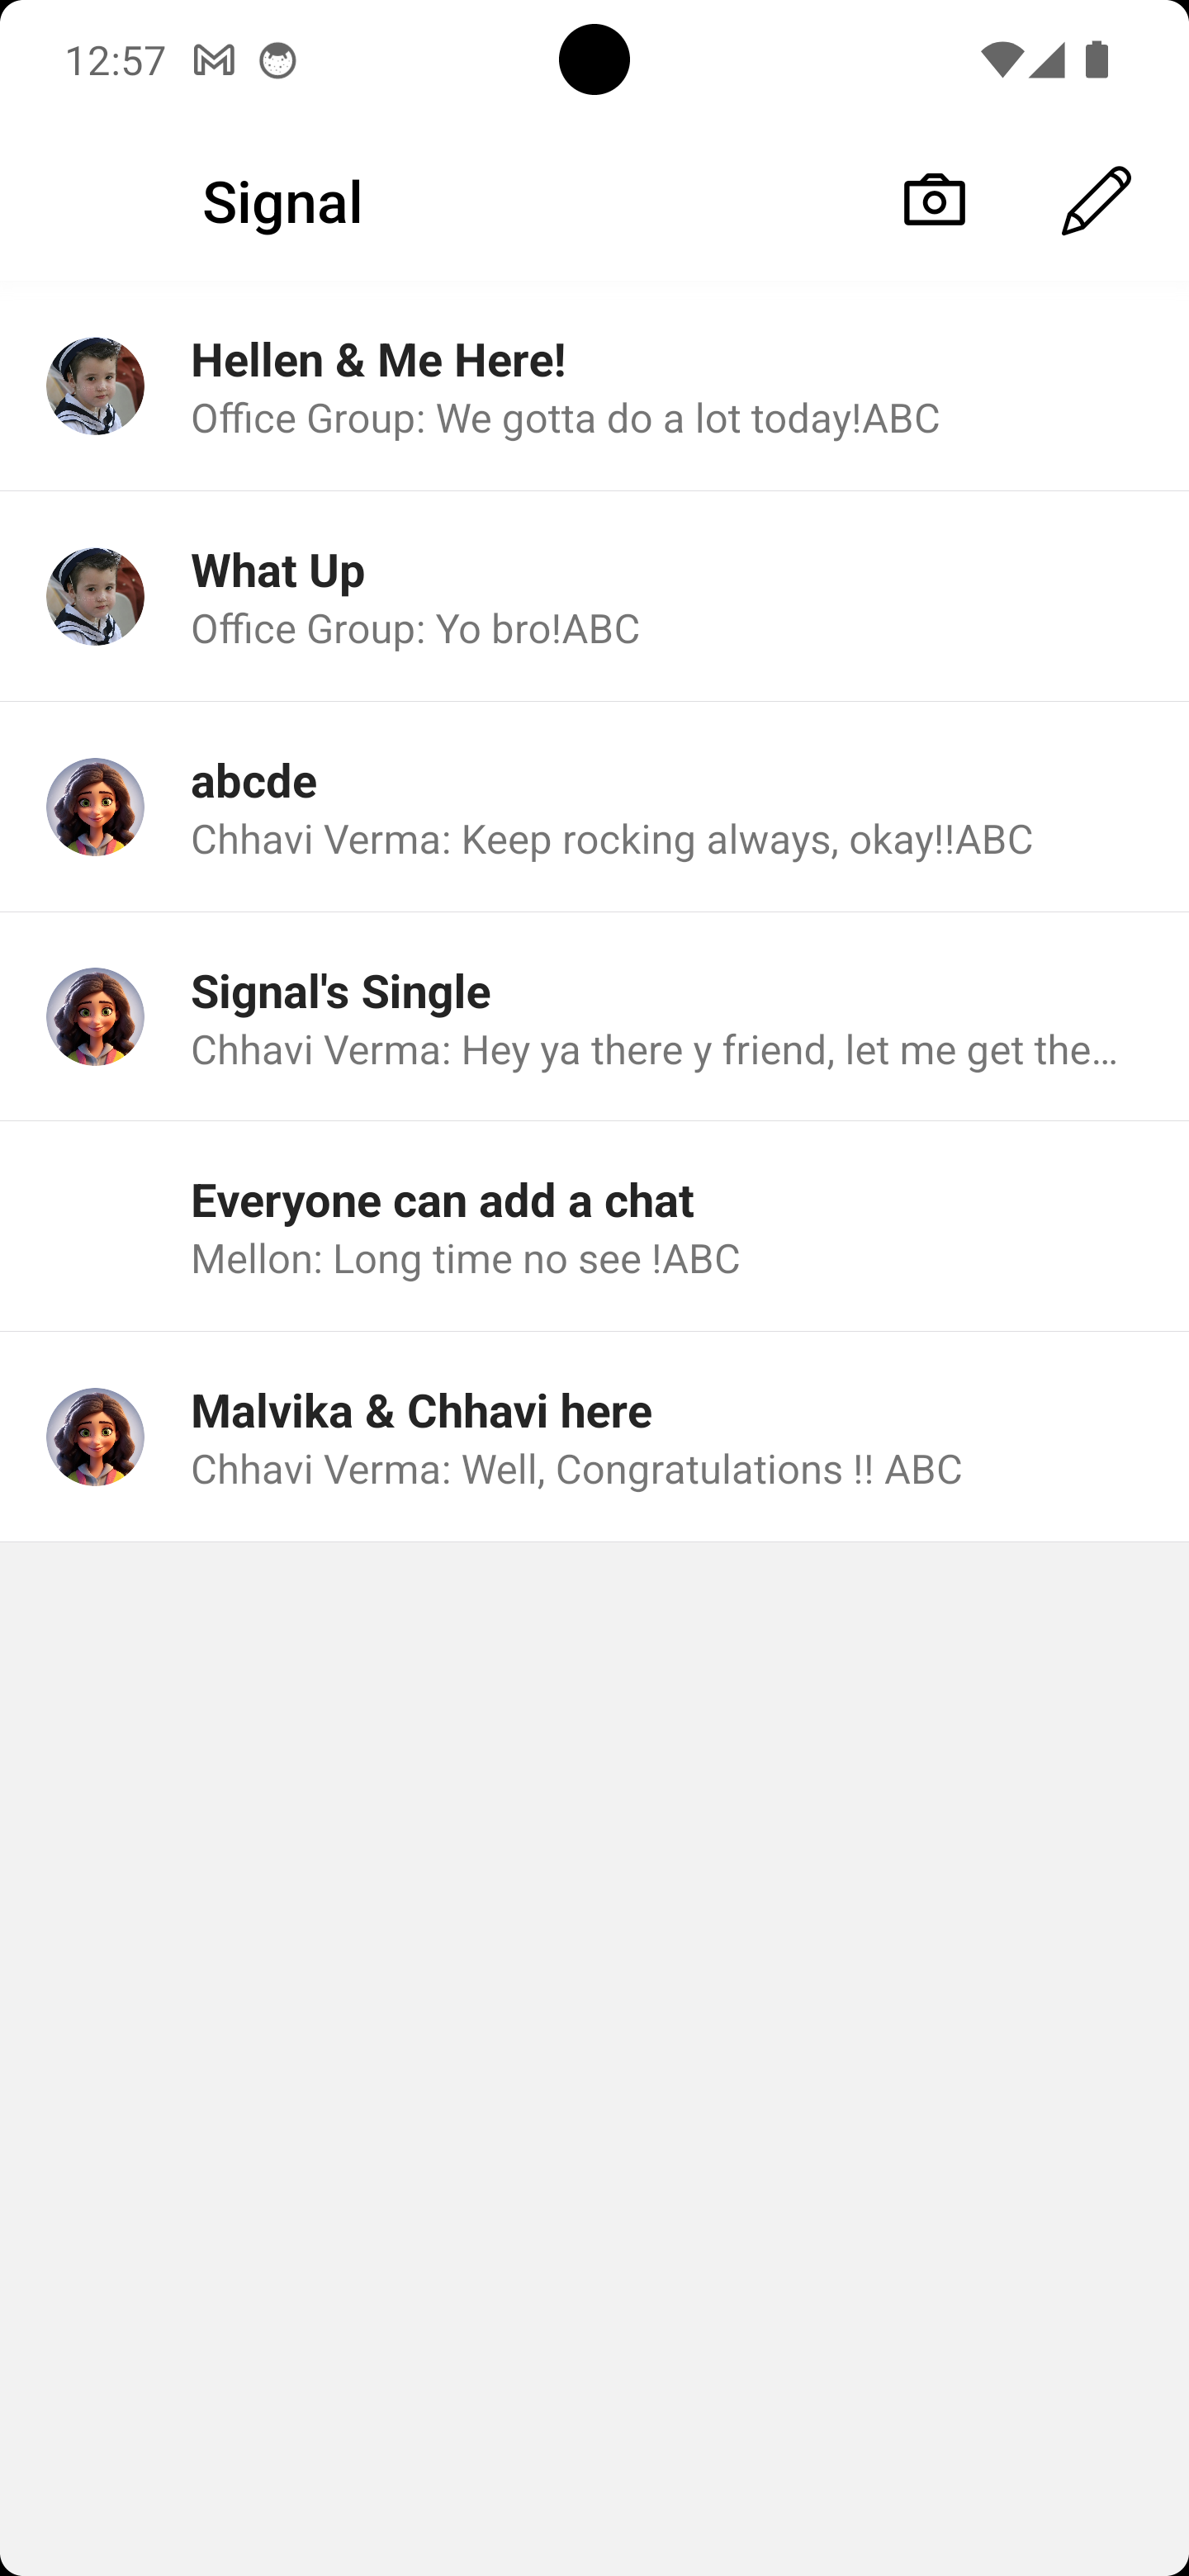 12:57
Signal
Hellen & Me Here!
Office Group: We gotta do a lot today!ABC
What Up
Office Group: Yo bro!ABC
abcde
Chhavi Verma: Keep rocking always, okay!!ABC
Signal's Single
Chhavi Verma: Hey ya there y friend, let me get the...
Everyone can add a chat
Mellon: Long time no see !ABC
Malvika & Chhavi here
Chhavi Verma: Well, Congratulations !! ABC